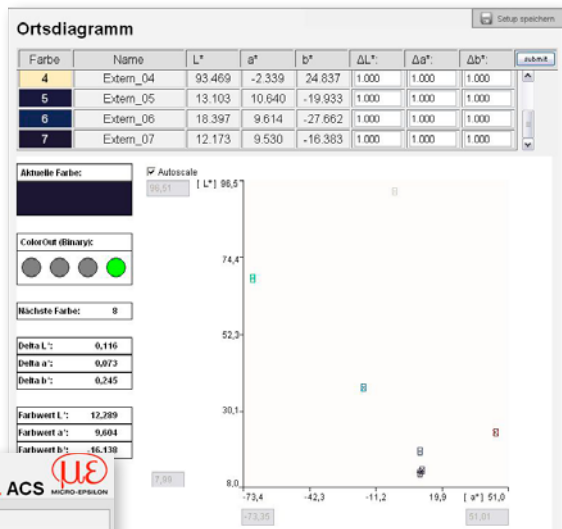 Setup speichern
Ortsdiagramm
Farbe Name L* a* b* ΔL*: Δa*: Δb*: submit
4 Extern_04 93.469 -2.339 24.837 1.000 1.000 1.000
5 Extern_05 13.103 10.640 -19.933 1.000 1.000 1.000
6 Extern_06 18.397 9.614 -27.662 1.000 1.000 1.000
7 Extern_07 12.173 9.530 -16.383 1.000 1.000 1.000
Aktuelle Farbe:
Autoscale
96,51 [ L*] 96,5
ColorOut (Binary):
74,4
Nächste Farbe: 8
52,3
Delta L*: 0,116
Delta a*: 0,073
Delta b*: 0,245
30,1
Farbwert L*: 12,289
Farbwert a*: 9,604
Farbwert b*: -16,138
8,0
-73,4 -42,3 -11,2 19,9 [ a*] 51,0
-73,35 51,01
ACS με
MICRO-EPSILON